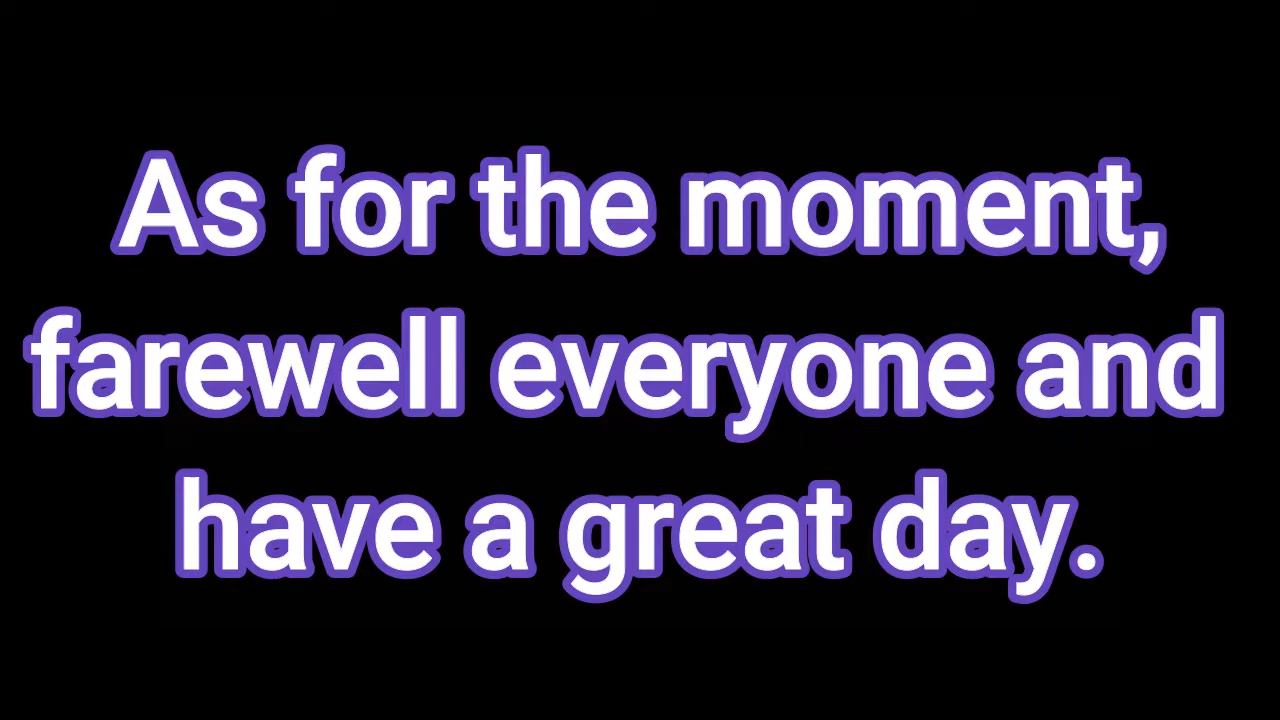 As for the moment,
farewell everyone and
have a great day.